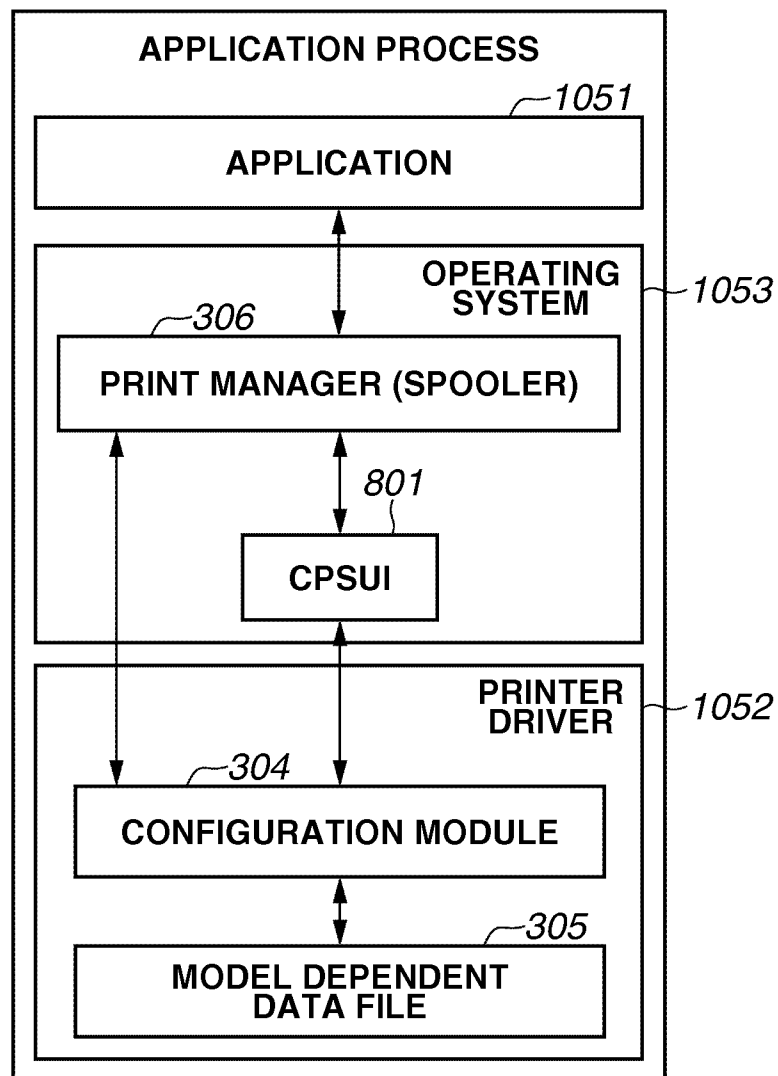 APPLICATION PROCESS
1051
APPLICATION
OPERATING
SYSTEM
1053
306
PRINT MANAGER (SPOOLER)
801
CPSUI
PRINTER
DRIVER
1052
304
CONFIGURATION MODULE
305
MODEL DEPENDENT
DATA FILE